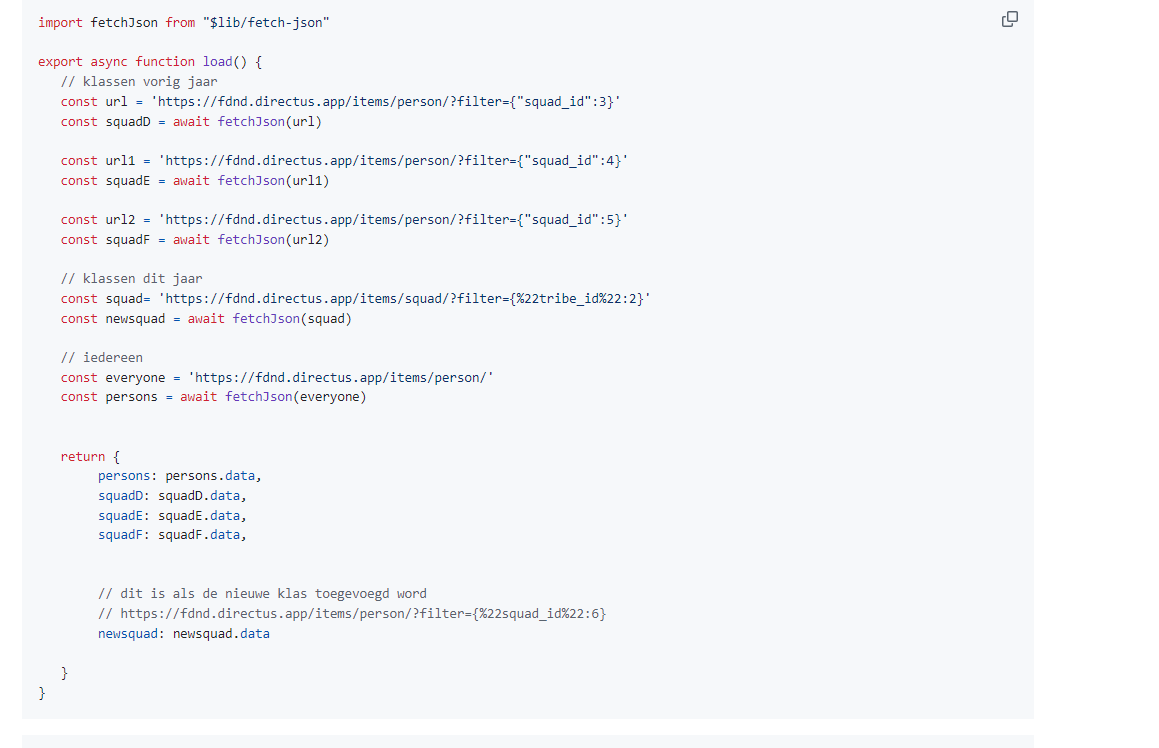 import fetchJson from "$lib/fetch-json"
export async function load() {
// klassen vorig jaar
const url = 'https://fdnd.directus.app/items/person/?filter={"squad_id":3}'
const squadD = await fetchJson(url)
const url1 = 'https://fdnd.directus.app/items/person/?filter={"squad_id":4}'
const squadE = await fetchJson(url1)
const url2 = 'https://fdnd.directus.app/items/person/?filter={"squad_id":5}'
const squadF = await fetchJson(url2)
// klassen dit jaar
const squad= 'https://fdnd.directus.app/items/squad/?filter={%22tribe_id%22:2}'
const newsquad = await fetchJson(squad)
// iedereen
const everyone = 'https://fdnd.directus.app/items/person/'
const persons = await fetchJson(everyone)
return {
persons: persons.data,
squadD: squadD.data,
squadE: squadE.data,
squadF: squadF.data,
// dit is als de nieuwe klas toegevoegd word
// https://fdnd.directus.app/items/person/?filter={%22squad_id%22:6}
newsquad: newsquad.data
}
}